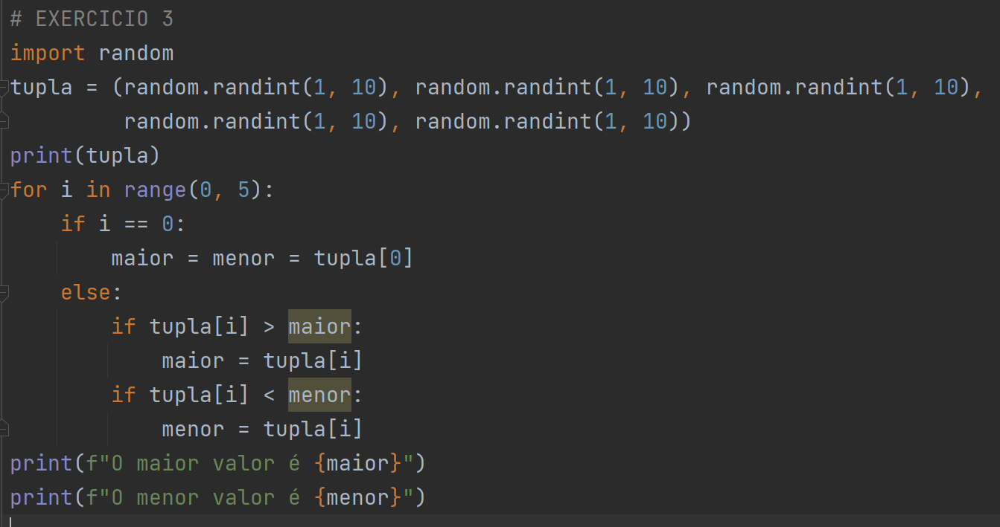 # EXERCICIO 3
import random
tupla = (random.randint(1, 10), random.randint(1, 10), random.randint(1, 10),
         random.randint(1, 10), random.randint(1, 10))
print(tupla)
for i in range(0, 5):
    if i == 0:
        maior = menor = tupla[0]
    else:
        if tupla[i] > maior:
            maior = tupla[i]
        if tupla[i] < menor:
            menor = tupla[i]
print(f"O maior valor é {maior}")
print(f"O menor valor é {menor}")